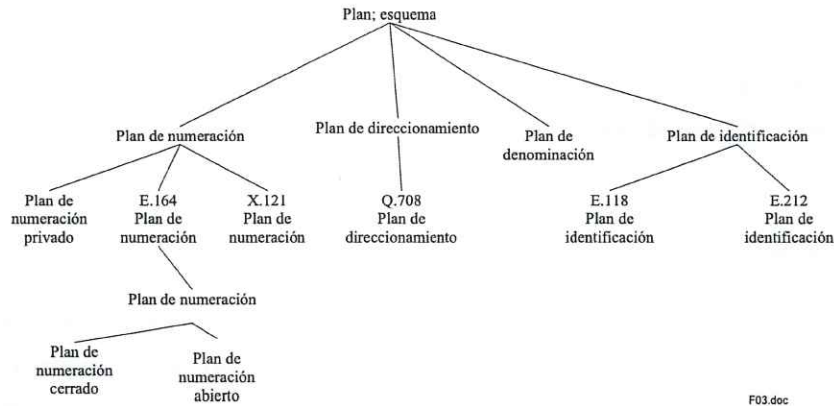 Plan; esquema
Plan de numeración
Plan de direccionamiento
Plan de
denominación
Plan de identificación
Plan de
numeración
privado
E.164
Plan de
numeración
X.121
Plan de
numeración
Q.708
Plan de
direccionamiento
E.118
Plan de
identificación
E.212
Plan de
identificación
Plan de numeración
Plan de
numeración
cerrado
Plan de
numeración
abierto
F03.doc